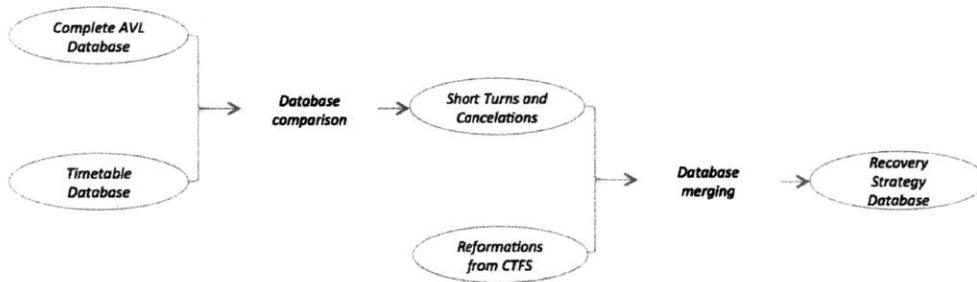 Complete AVL
Database
Database
comparison
Short Turns and
Cancelations
Timetable
Database
Database
merging
Recovery
Strategy
Database
Reformations
from CTFS